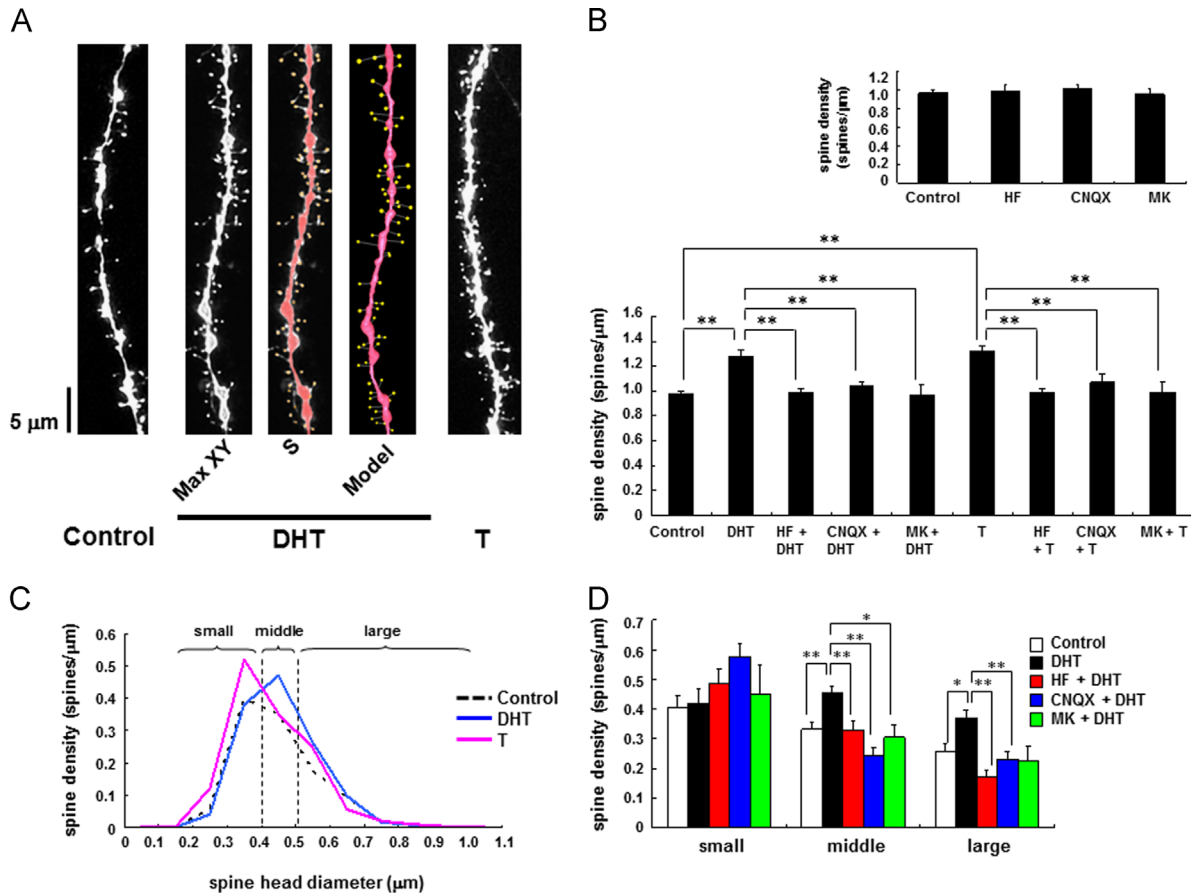 A
5 μm
Max XY
S
Model
Control
DHT
T
B
spine density
(spines/μm)
1.2
1.0
0.8
0.6
0.4
0.2
0
Control
HF
CNQX
MK
**
**
**
**
**
**
**
**
spine density (spines/μm)
1.6
1.4
1.2
1.0
0.8
0.6
0.4
0.2
0.0
Control
DHT
HF +
DHT
CNQX +
DHT
MK +
DHT
T
HF
+ T
CNQX
+ T
MK + T
C
small
middle
large
spine density (spines/μm)
0.6
0.5
0.4
0.3
0.2
0.1
0
Control
DHT
T
0.1
0.2
0.3
0.4
0.5
0.6
0.7
0.8
0.9
1.0
1.1
spine head diameter (μm)
D
spine density (spines/μm)
0.7
0.6
0.5
0.4
0.3
0.2
0.1
0
*
**
**
**
**
*
**
Control
DHT
HF + DHT
CNQX + DHT
MK + DHT
small
middle
large